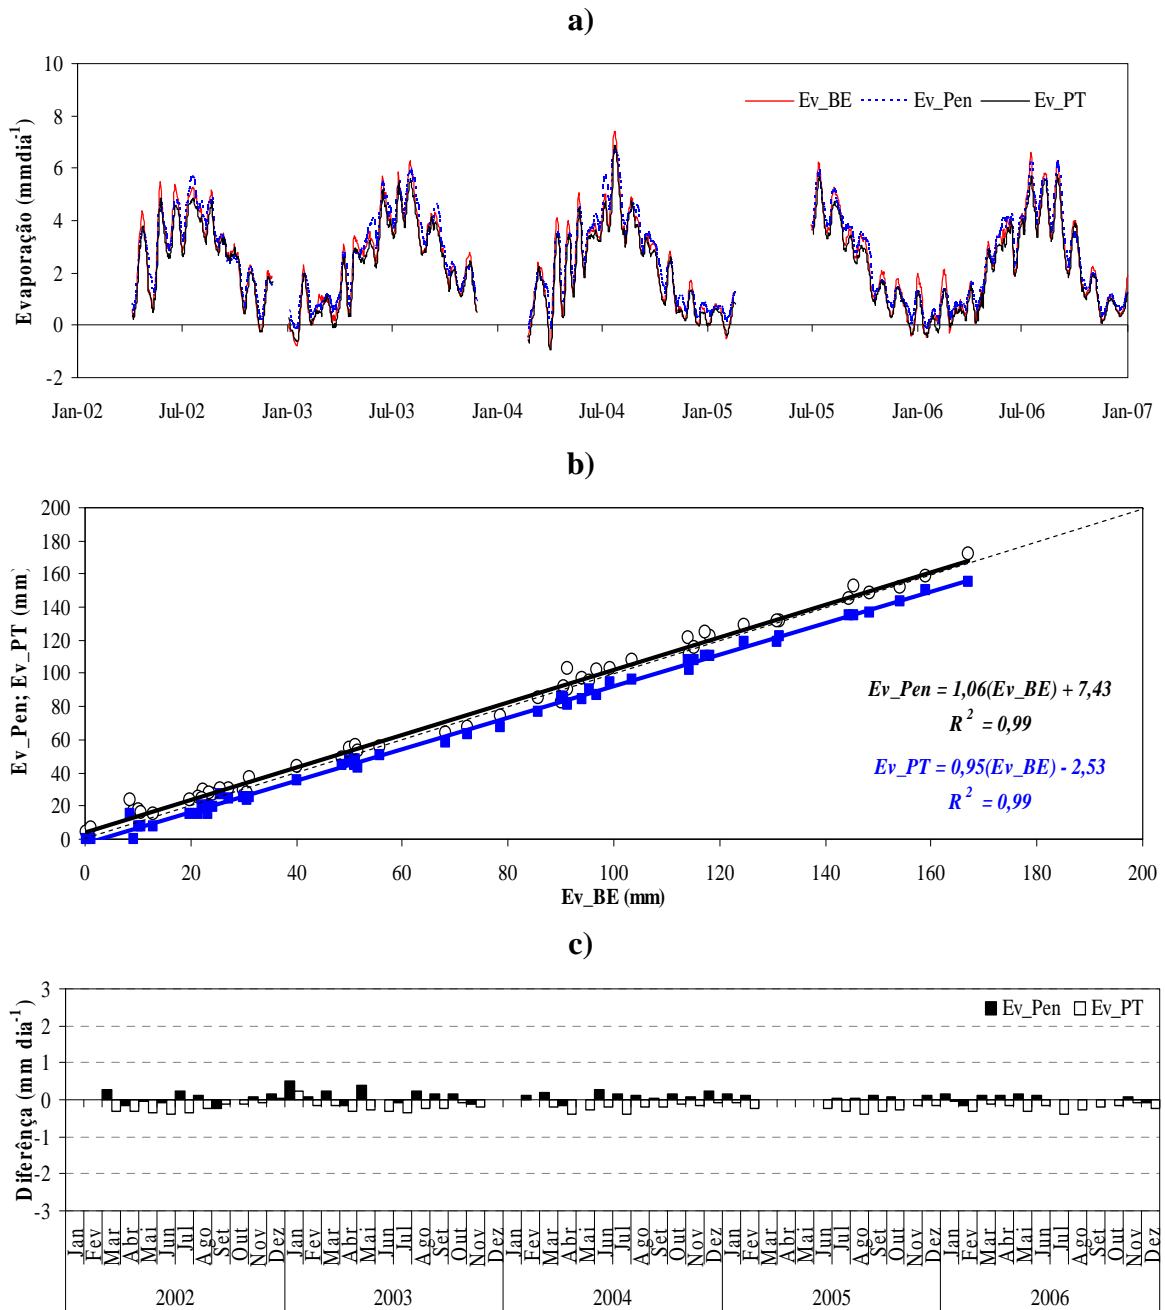 a)
Evaporação (mmdia-1)
10
8
6
4
2
0
-2
Ev_BE Ev_Pen Ev_PT
Jan-02 Jul-02 Jan-03 Jul-03 Jan-04 Jul-04 Jan-05 Jul-05 Jan-06 Jul-06 Jan-07
b)
Ev_Pen; Ev_PT (mm)
200
180
160
140
120
100
80
60
40
20
0
Ev_Pen = 1,06(Ev_BE) + 7,43
R2 = 0,99
Ev_PT = 0,95(Ev_BE) - 2,53
R2 = 0,99
0 20 40 60 80 100 120 140 160 180 200
Ev_BE (mm)
c)
Diferênça (mm dia-1)
3
2
1
0
-1
-2
-3
Ev_Pen Ev_PT
Jan Fev Mar Abr Mai Jun Jul Ago Set Out Nov Dez Jan Fev Mar Abr Mai Jun Jul Ago Set Out Nov Dez Jan Fev Mar Abr Mai Jun Jul Ago Set Out Nov Dez Jan Fev Mar Abr Mai Jun Jul Ago Set Out Nov Dez Jan Fev Mar Abr Mai Jun Jul Ago Set Out Nov Dez
2002 2003 2004 2005 2006